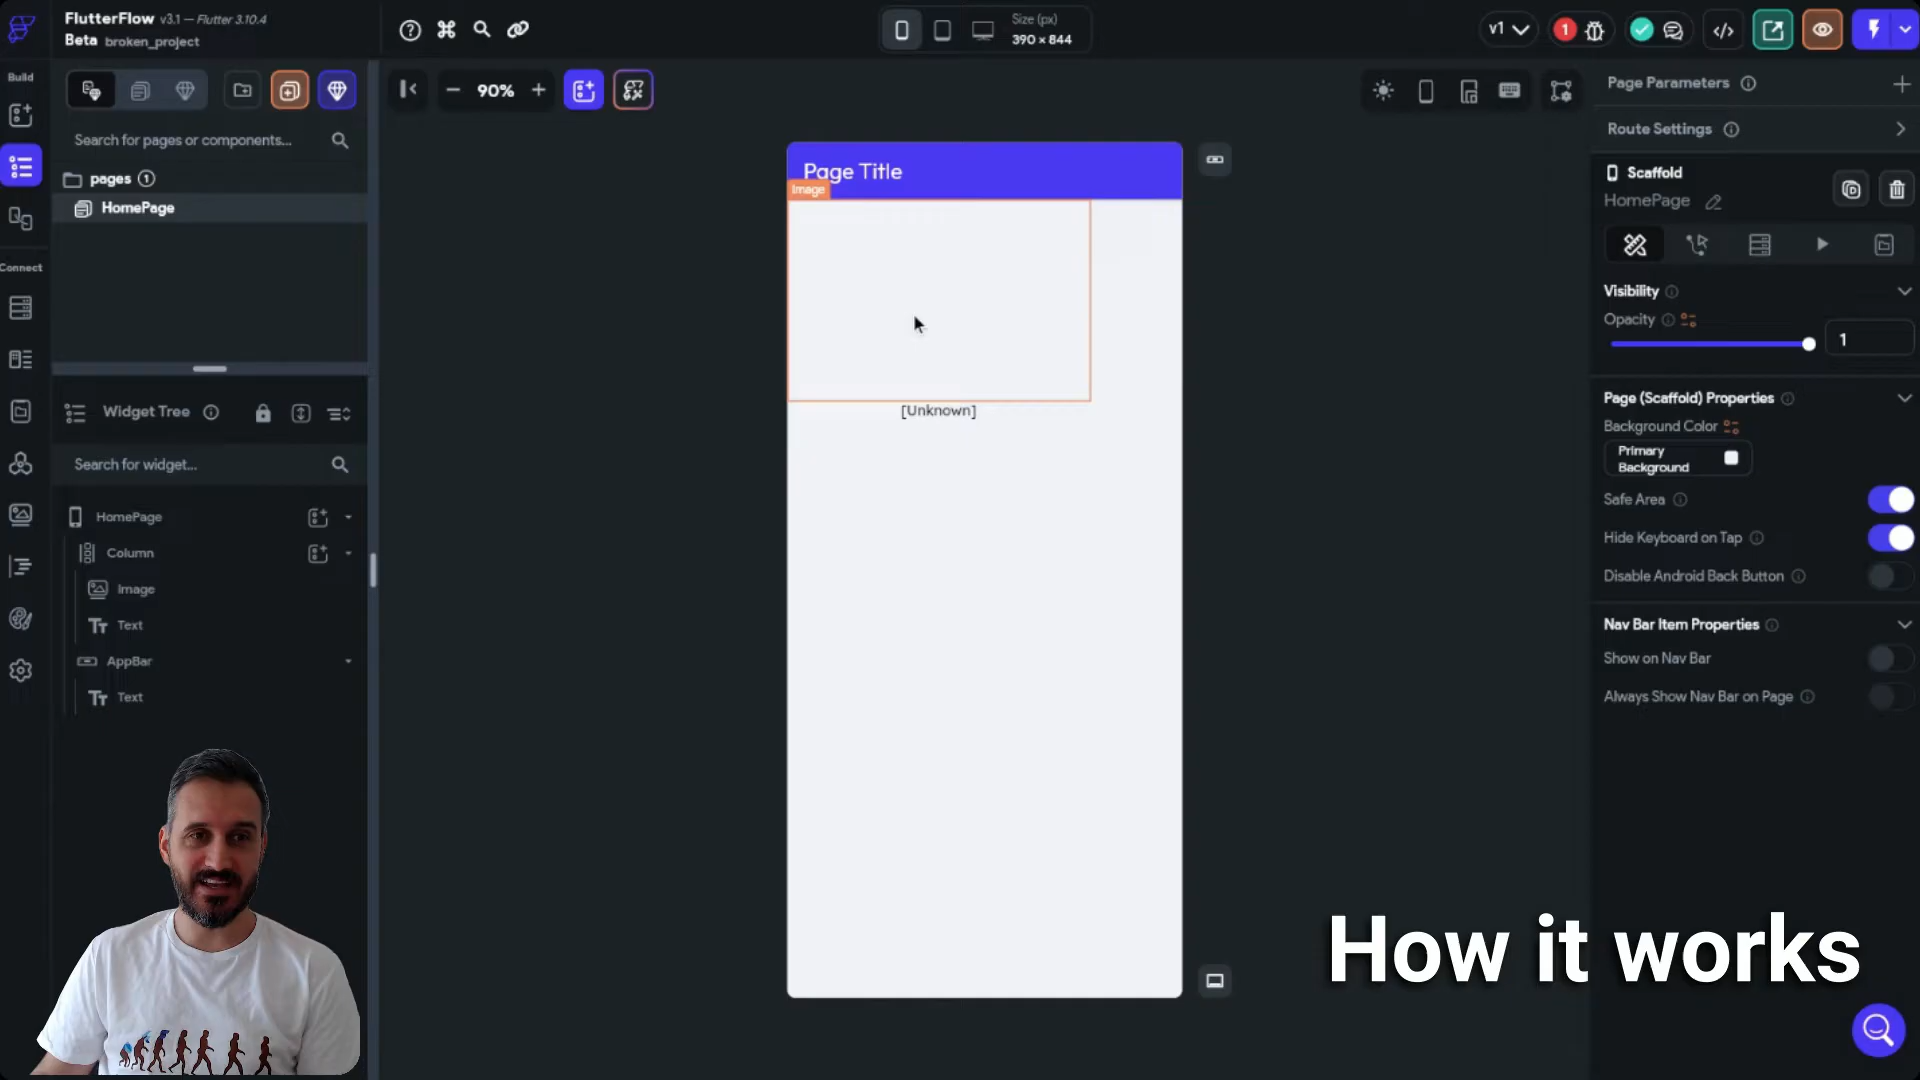 FlutterFlow v3.1 — Flutter 3.10.4
Beta broken_project
Size (px)
390 × 844
v1
1
Build
90%
Search for pages or components...
pages 1
HomePage
Connect
Widget Tree
Search for widget...
HomePage
Column
Image
Text
AppBar
Text
Page Title
Image
[Unknown]
Page Parameters
Route Settings
Scaffold
HomePage
Visibility
Opacity
1
Page (Scaffold) Properties
Background Color
Primary
Background
Safe Area
Hide Keyboard on Tap
Disable Android Back Button
Nav Bar Item Properties
Show on Nav Bar
Always Show Nav Bar on Page
How it works